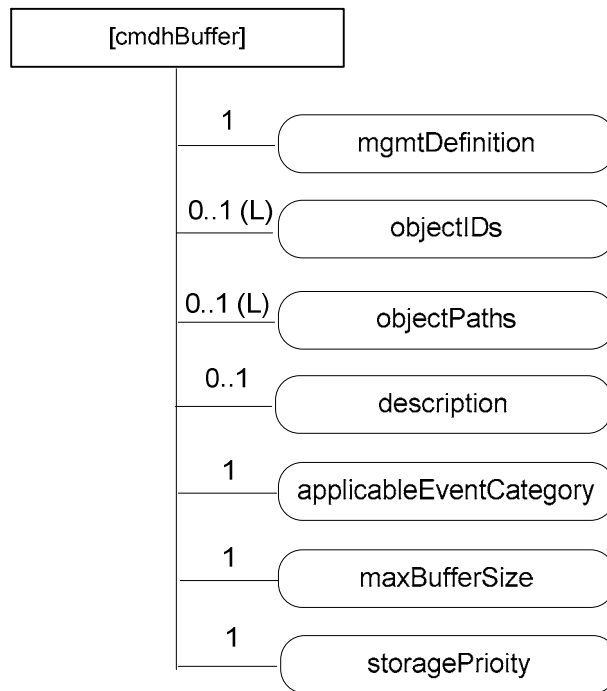 [cmdhBuffer]
1
mgmtDefinition
0..1 (L)
objectIDs
0..1 (L)
objectPaths
0..1
description
1
applicableEventCategory
1
maxBufferSize
1
storagePrioity